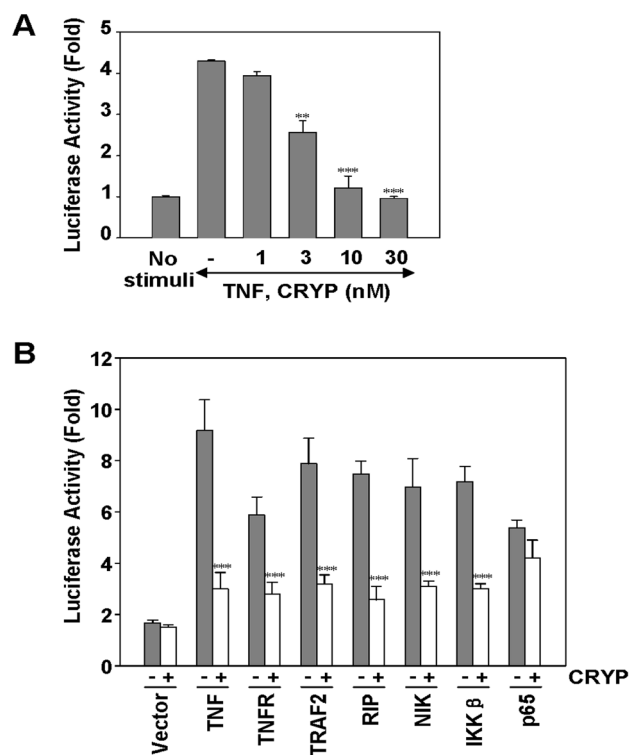 A
Luciferase Activity (Fold)
5
4
3
2
1
0
** *** ***
No stimuli - 1 3 10 30
TNF, CRYP (nM)
B
Luciferase Activity (Fold)
12
10
8
6
4
2
0
*** *** *** *** *** ***
- + - + - + - + - + - + - + - + CRYP
Vector TNF TNFR TRAF2 RIP NIK IKK β p65